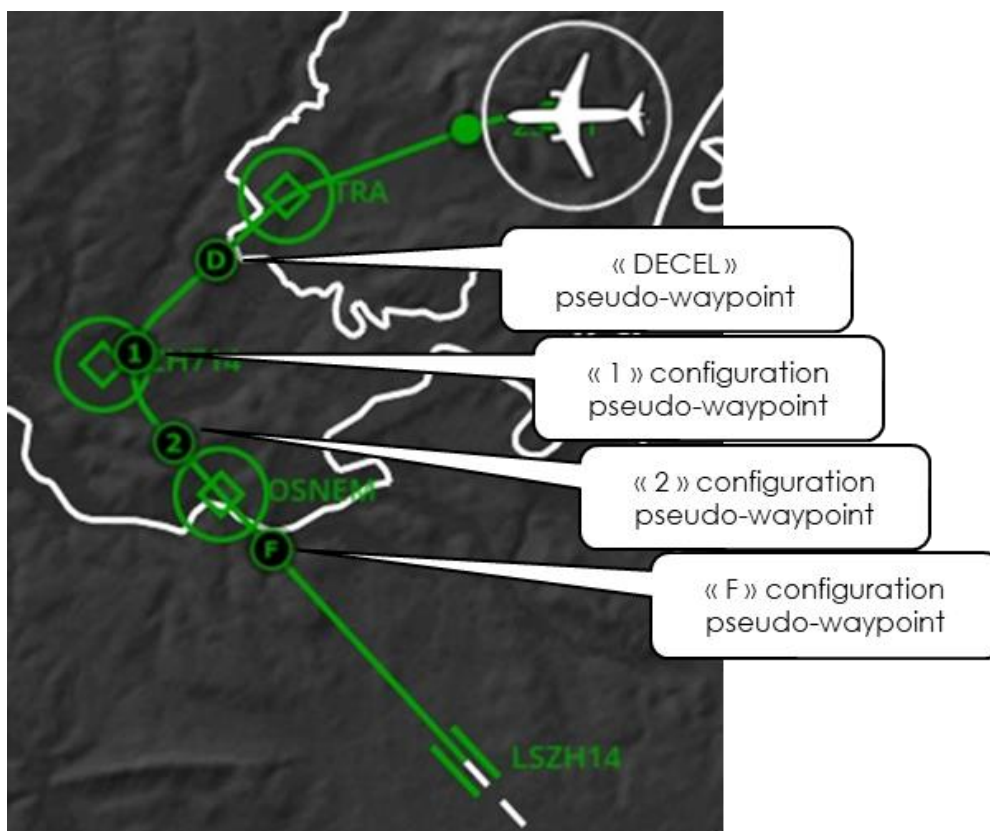 TRA
D
« DECEL »
pseudo-waypoint
1
« 1 » configuration
pseudo-waypoint
2
« 2 » configuration
pseudo-waypoint
OSNEM
F
« F » configuration
pseudo-waypoint
LSZH14